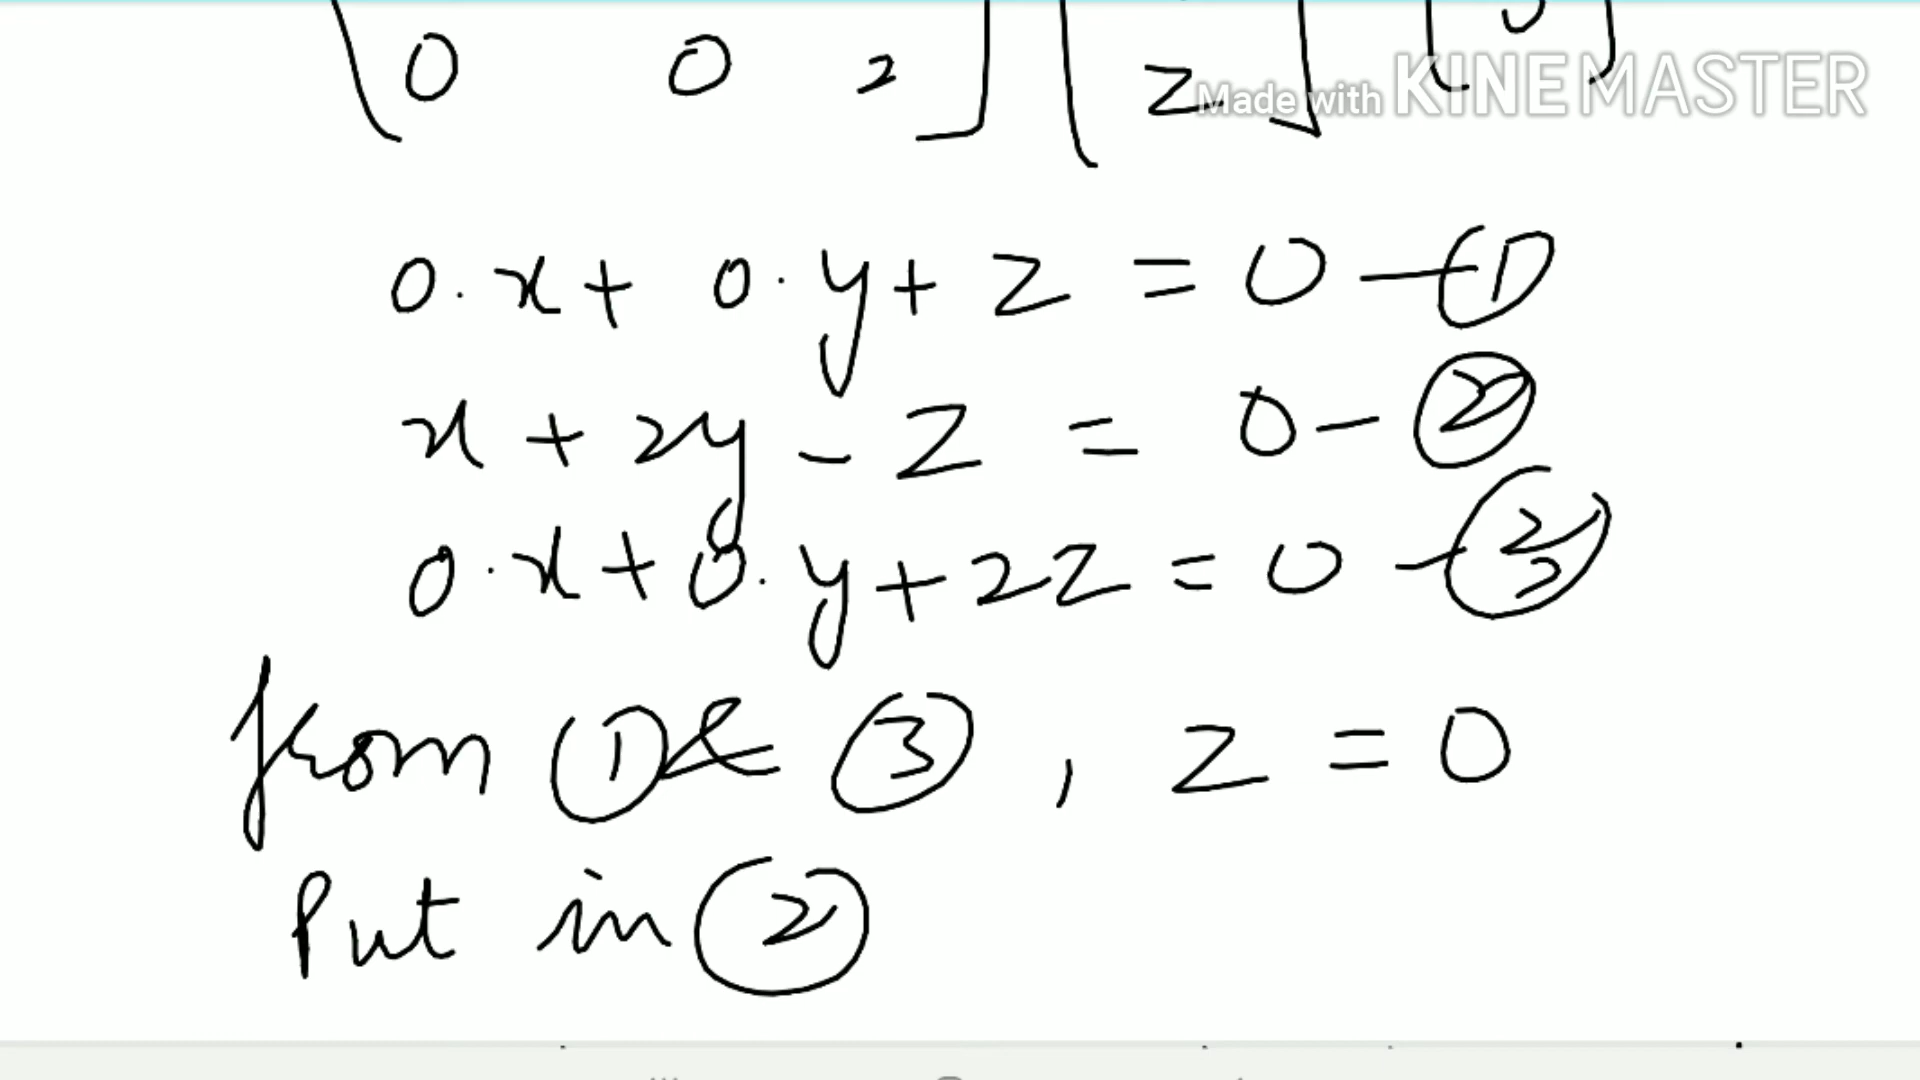 0 0 2 z 0
Made with KINEMASTER
0.x + 0.y + z = 0 — ①
x + 2y - z = 0 - ②
0.x + 0.y + 2z = 0 - ③
from ① & ③, z = 0
Put in ②